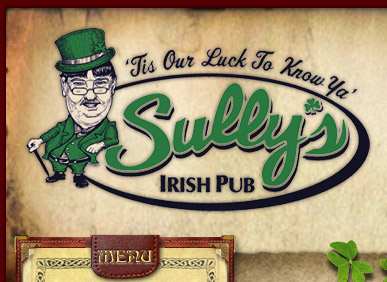 'Tis Our Luck To Know Ya'
Sully's
IRISH PUB
MENU